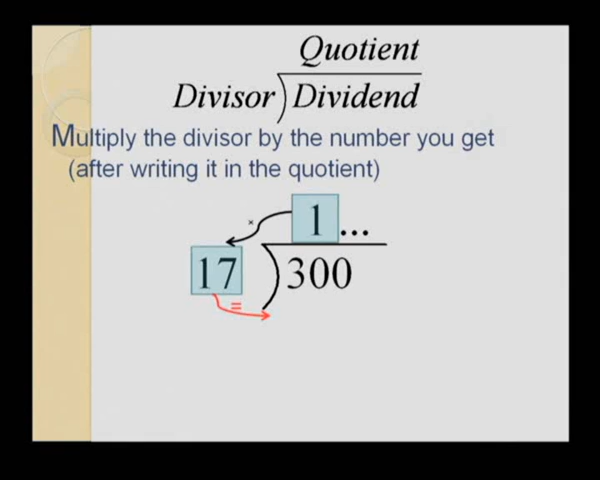 Quotient
Divisor Dividend
Multiply the divisor by the number you get
(after writing it in the quotient)
× 1 ...
17 300
=